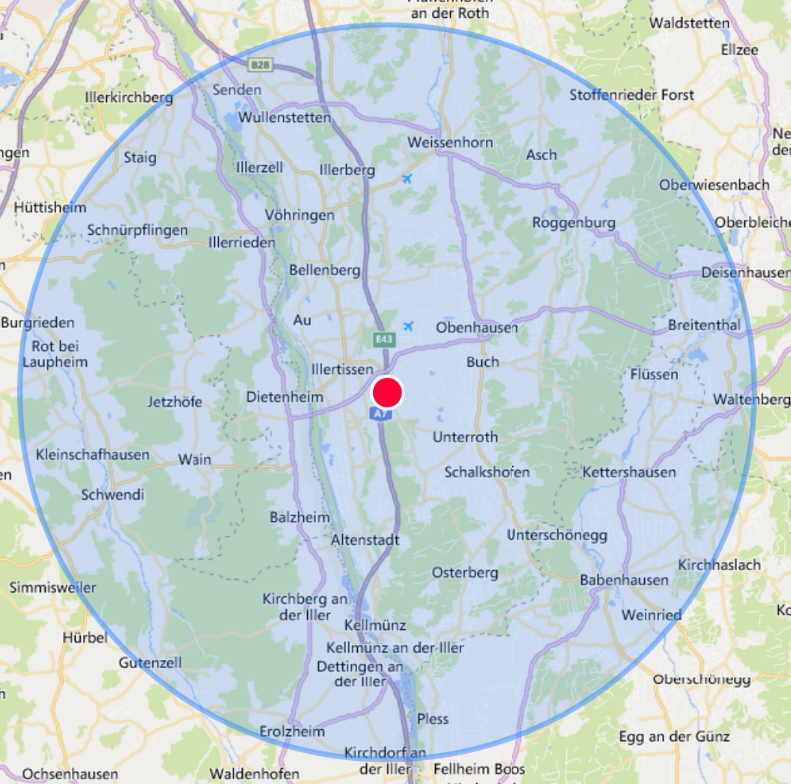 an der Roth
Waldstetten
Ellzee
B28
Senden
Illerkirchberg
Stoffenrieder Forst
Wullenstetten
Weissenhorn
Staig
Illerzell
Illerberg
Asch
Oberwiesenbach
Hüttisheim
Vöhringen
Schnürpflingen
Roggenburg
Illerrieden
Bellenberg
Deisenhausen
Au
Burgrieden
Obenhausen
Breitenthal
E43
Rot bei
Laupheim
Illertissen
Buch
Flüssen
Jetzhöfe
Dietenheim
A7
Waltenberg
Unterroth
Kleinschafhausen
Wain
Schalkshofen
Kettershausen
Schwendi
Balzheim
Altenstadt
Unterschönegg
Osterberg
Kirchhaslach
Simmisweiler
Babenhausen
Kirchberg an
der Iller
Weinried
Kellmünz
Hürbel
Kellmünz an der Iller
Gutenzell
Dettingen an
der Iller
Oberschönegg
Pless
Erolzheim
Egg an der Günz
Kirchdorf an
der Iller
Ochsenhausen
Waldenhofen
Fellheim Boos